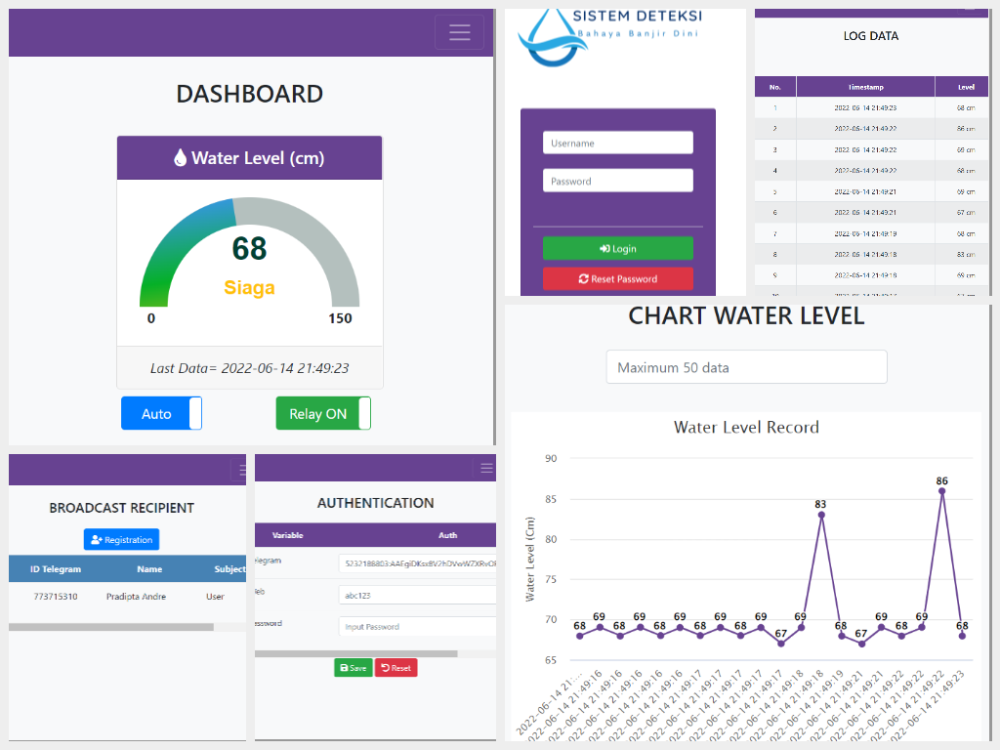 DASHBOARD
Water Level (cm)
68
Siaga
0 150
Last Data= 2022-06-14 21:49:23
Auto Relay ON
SISTEM DETEKSI
Bahaya Banjir Dini
Username
Password
Login
Reset Password
LOG DATA
No. Timestamp Level
1 2022-06-14 21:49:23 68 cm
2 2022-06-14 21:49:22 86 cm
3 2022-06-14 21:49:22 69 cm
4 2022-06-14 21:49:22 68 cm
5 2022-06-14 21:49:21 69 cm
6 2022-06-14 21:49:21 67 cm
7 2022-06-14 21:49:19 68 cm
8 2022-06-14 21:49:18 83 cm
9 2022-06-14 21:49:18 69 cm
BROADCAST RECIPIENT
Registration
ID Telegram Name Subject
773715310 Pradipta Andre User
AUTHENTICATION
Variable Auth
elegram
abc123
Input Password
Save Reset
CHART WATER LEVEL
Maximum 50 data
Water Level Record
Water Level (Cm)
90
85
80
75
70
65
68 69 68 69 68 69 68 69 68 69 67 69 83 68 67 69 68 69 86 68
2022-06-14 21:...
022-06-14 21:49:16
022-06-14 21:49:16
022-06-14 21:49:16
022-06-14 21:49:16
022-06-14 21:49:16
022-06-14 21:49:17
022-06-14 21:49:17
022-06-14 21:49:17
022-06-14 21:49:17
022-06-14 21:49:17
022-06-14 21:49:18
022-06-14 21:49:18
022-06-14 21:49:19
022-06-14 21:49:21
022-06-14 21:49:21
022-06-14 21:49:22
022-06-14 21:49:22
022-06-14 21:49:22
022-06-14 21:49:23